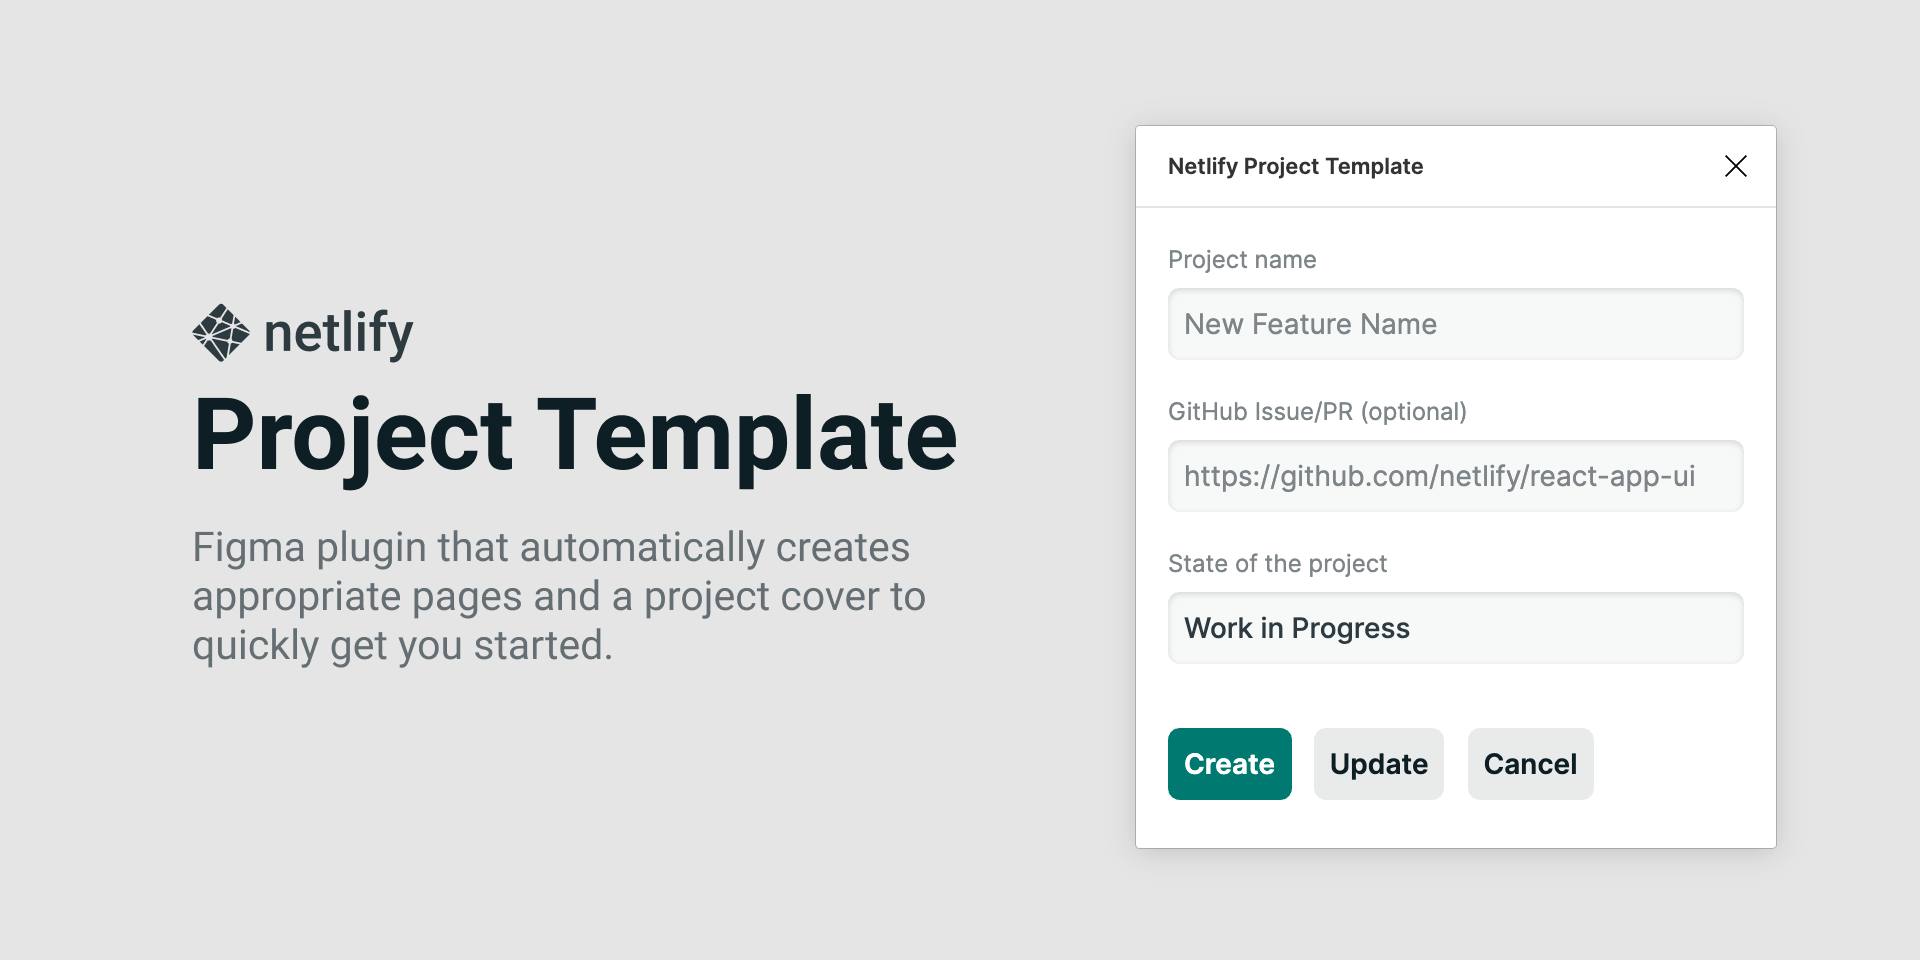 netlify
Project Template
Figma plugin that automatically creates
appropriate pages and a project cover to
quickly get you started.
Netlify Project Template
Project name
New Feature Name
GitHub Issue/PR (optional)
https://github.com/netlify/react-app-ui
State of the project
Work in Progress
Create Update Cancel